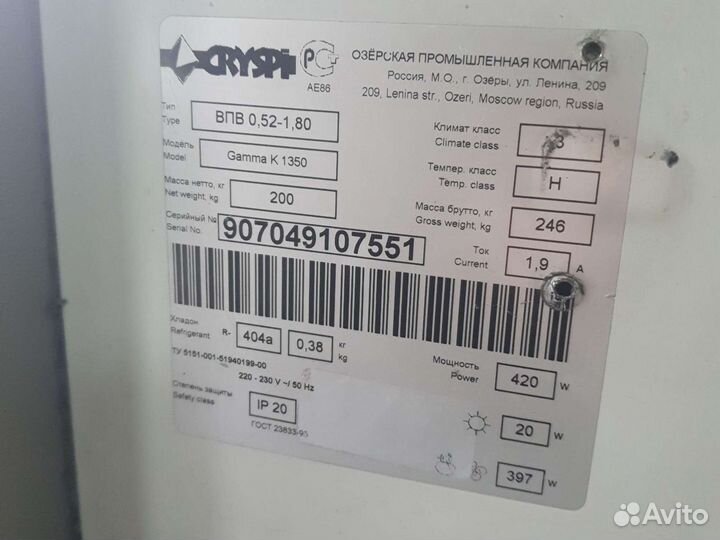 CRYSPI
АЕ86
ОЗЁРСКАЯ ПРОМЫШЛЕННАЯ КОМПАНИЯ
Россия, М.О., г. Озёры, ул. Ленина, 209
209, Lenina str., Ozeri, Moscow region, Russia
Тип
Type
ВПВ 0,52-1,80
Климат класс
Climate class
3
Модель
Model
Gamma K 1350
Темпер. класс
Temp. class
H
Масса нетто, кг
Net weight, kg
200
Масса брутто, кг
Gross weight, kg
246
Серийный №
Serial No.
907049107551
Ток
Current
1,9 A
Хладон
Refrigerant
R- 404a
0,38 кг
kg
Мощность
Power
420 W
ТУ 5151-001-51940199-00
220 - 230 V ~/ 50 Hz
Степень защиты
Safety class
IP 20
20 W
ГОСТ 23833-95
397 W
Avito